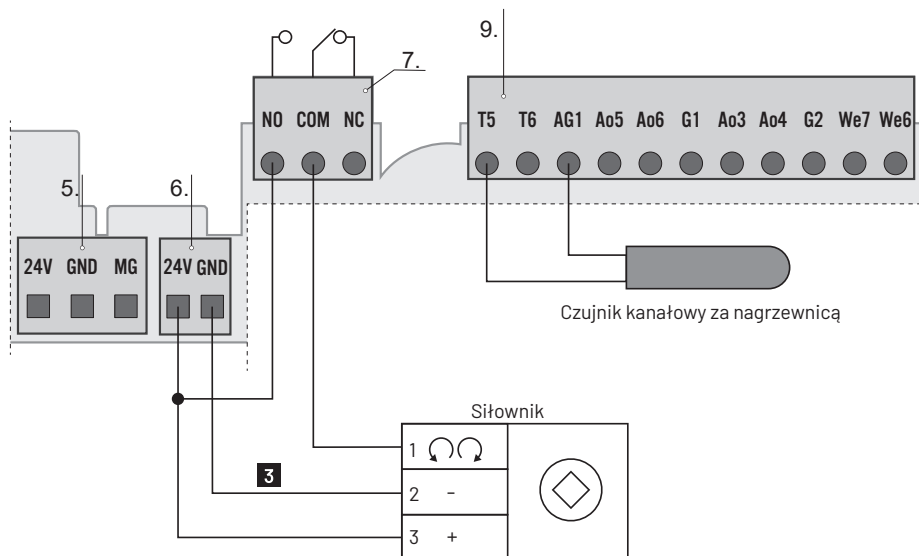 9.
7.
NO COM NC
T5 T6 AG1 Ao5 Ao6 G1 Ao3 Ao4 G2 We7 We6
5.
6.
24V GND MG
24V GND
Czujnik kanałowy za nagrzewnicą
Siłownik
1
3
2 -
3 +